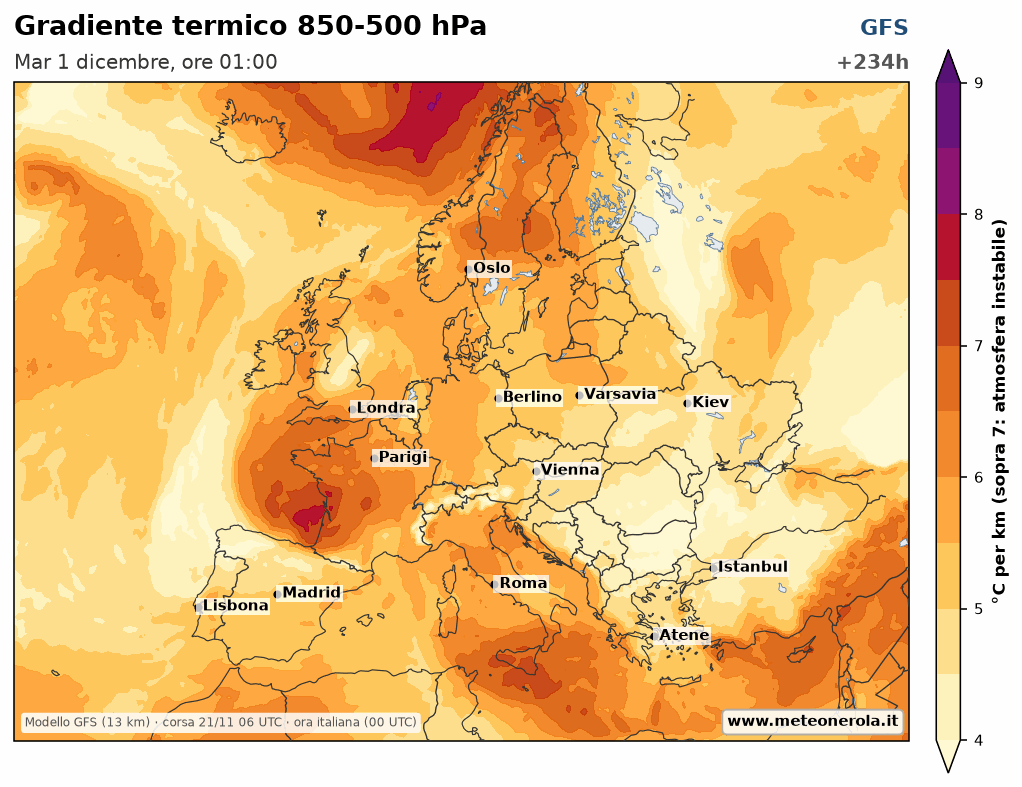 Gradiente termico 850-500 hPa
GFS
Mar 1 dicembre, ore 01:00
+234h
9
8
7
6
5
4
°C per km (sopra 7: atmosfera instabile)
Oslo
Londra
Berlino
Varsavia
Kiev
Parigi
Vienna
Istanbul
Roma
Madrid
Lisbona
Atene
Modello GFS (13 km) · corsa 21/11 06 UTC · ora italiana (00 UTC)
www.meteonerola.it